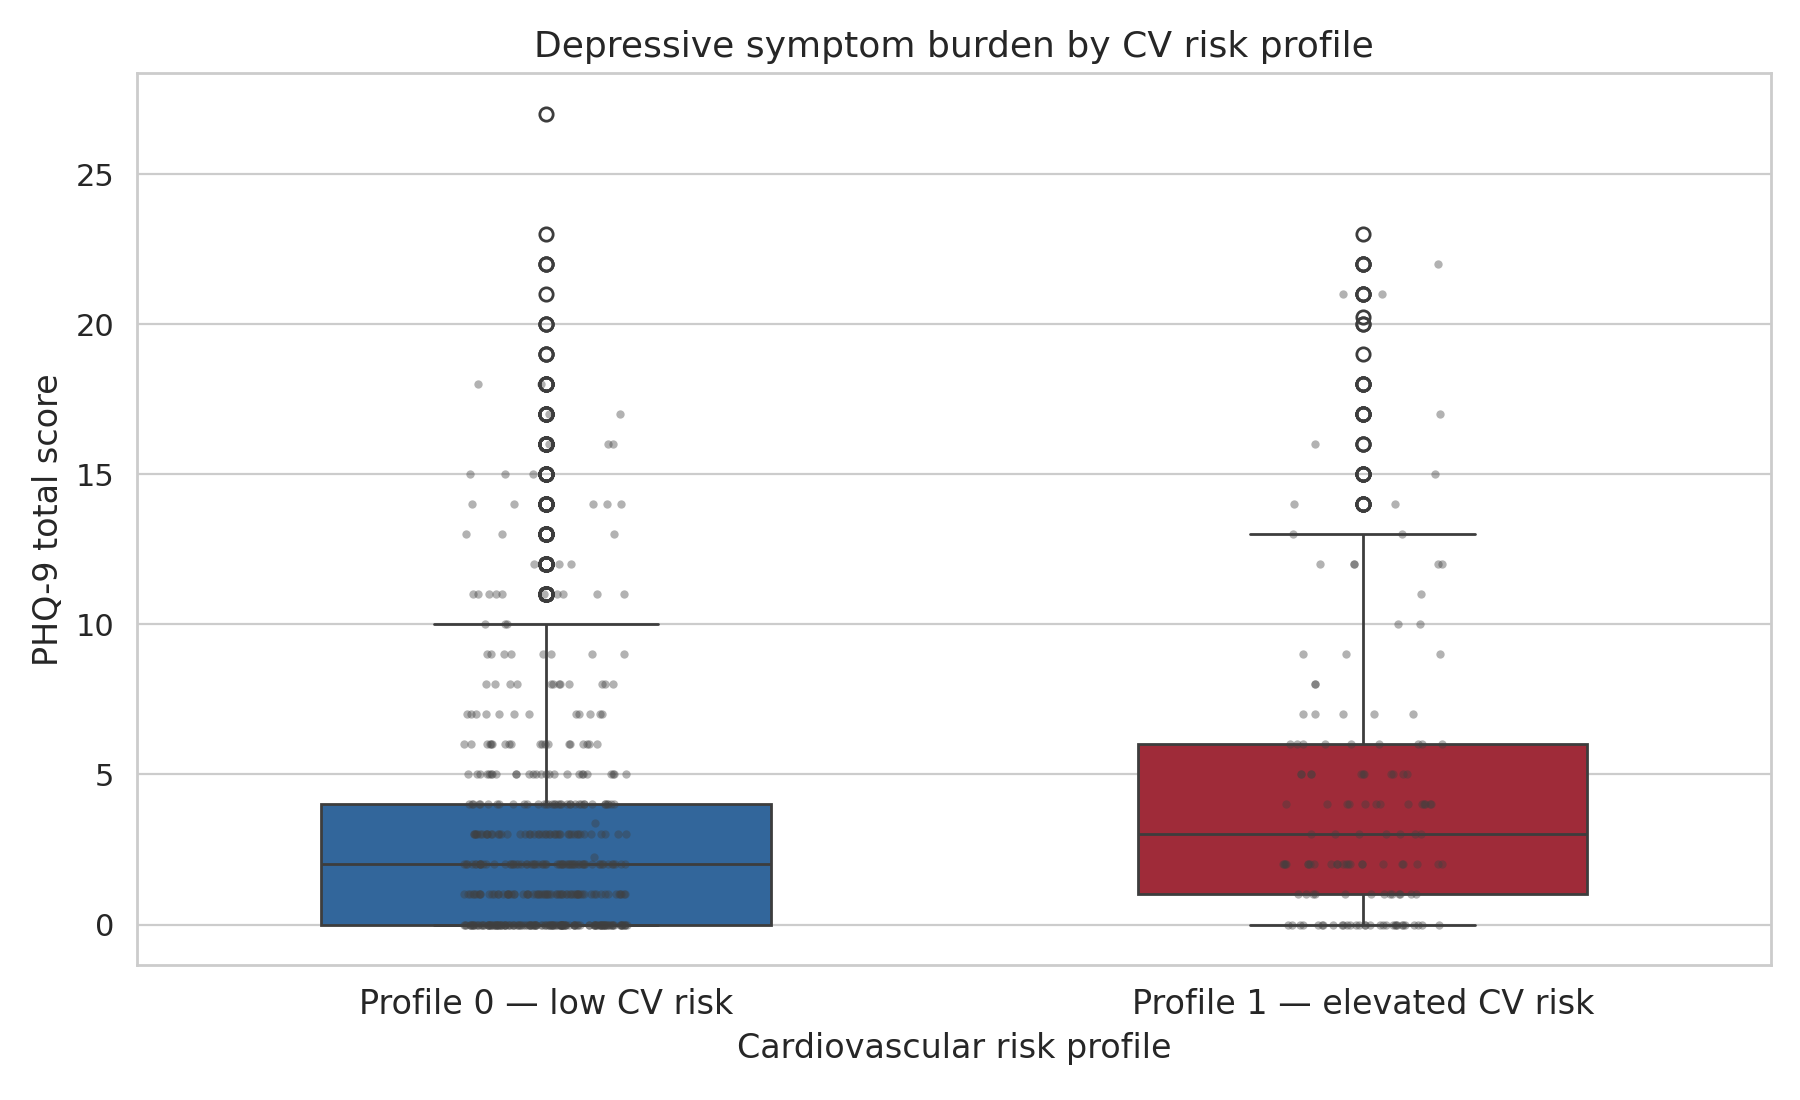 Depressive symptom burden by CV risk profile
PHQ-9 total score
25
20
15
10
5
0
Profile 0 — low CV risk
Profile 1 — elevated CV risk
Cardiovascular risk profile